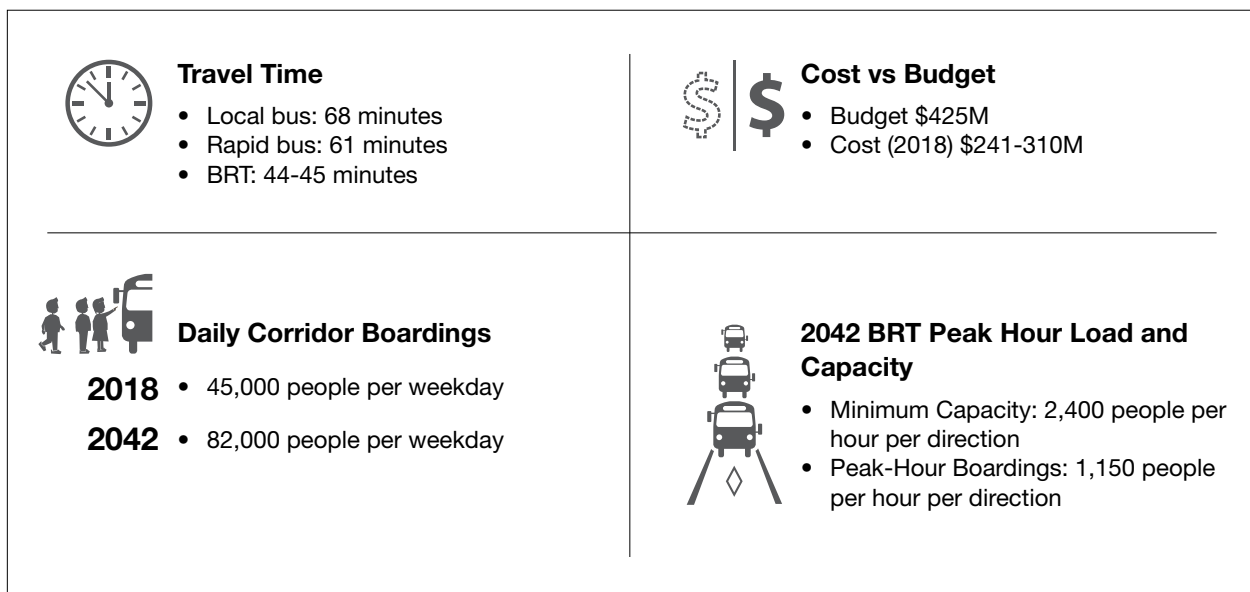 Travel Time
• Local bus: 68 minutes
• Rapid bus: 61 minutes
• BRT: 44-45 minutes
$ $
Cost vs Budget
• Budget $425M
• Cost (2018) $241-310M
Daily Corridor Boardings
2018 • 45,000 people per weekday
2042 • 82,000 people per weekday
2042 BRT Peak Hour Load and
Capacity
• Minimum Capacity: 2,400 people per
hour per direction
• Peak-Hour Boardings: 1,150 people
per hour per direction